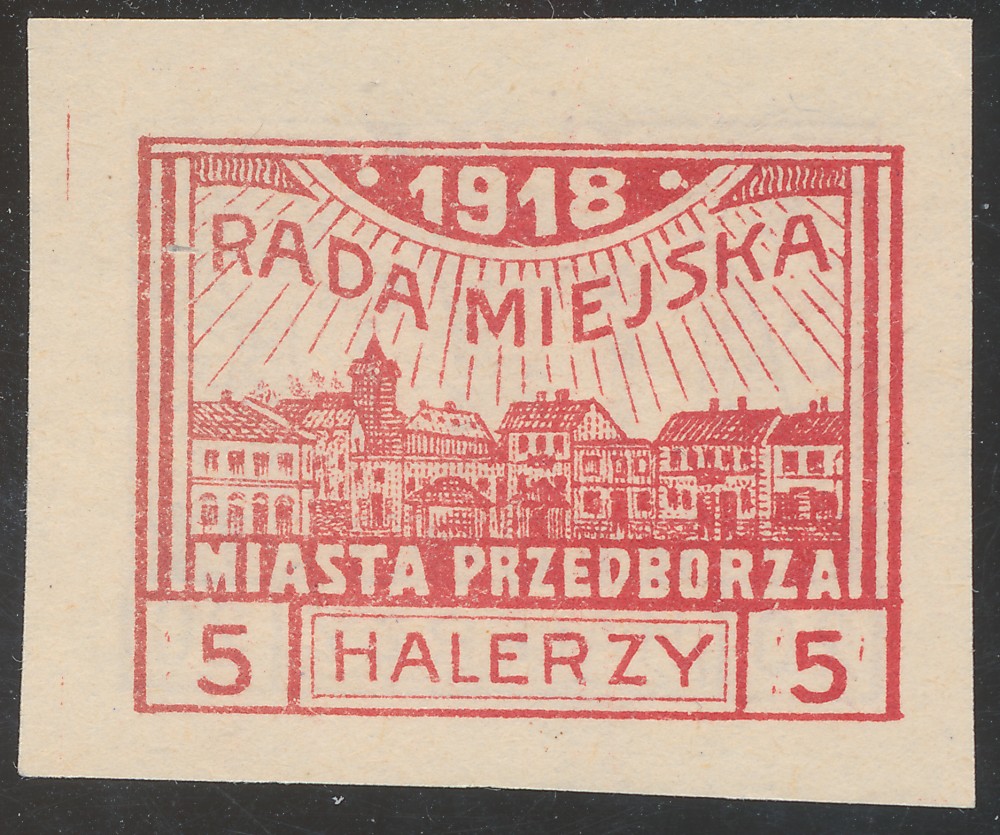 1918
RADA MIEJSKA
MIASTA PRZEDBORZA
5 HALERZY 5